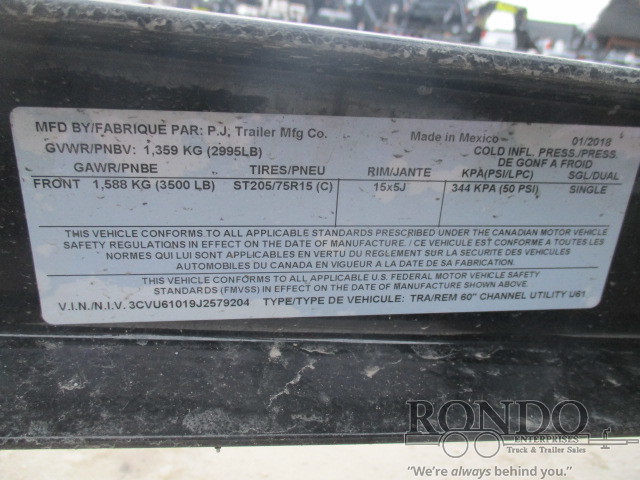 MFD BY/FABRIQUE PAR: P.J. Trailer Mfg Co. Made in Mexico 01/2018
GVWR/PNBV: 1,359 KG (2995LB) COLD INFL. PRESS./PRESS.
DE GONF A FROID
GAWR/PNBE TIRES/PNEU RIM/JANTE KPA(PSI/LPC) SGL/DUAL
FRONT 1,588 KG (3500 LB) ST205/75R15 (C) 15x5J 344 KPA (50 PSI) SINGLE
THIS VEHICLE CONFORMS TO ALL APPLICABLE STANDARDS PRESCRIBED UNDER THE CANADIAN MOTOR VEHICLE
SAFETY REGULATIONS IN EFFECT ON THE DATE OF MANUFACTURE. / CE VEHICULE EST CONFORME A TOUTES LES
NORMES QUI LUI SONT APPLICABLES EN VERTU DU REGLEMENT SUR LA SECURITE DES VEHICLES
AUTOMOBILES DU CANADA EN VIGUEUR A LA DATE DE SA FABRICATION.
THIS VEHICLE CONFORMS TO ALL APPLICABLE U.S. FEDERAL MOTOR VEHICLE SAFETY
STANDARDS (FMVSS) IN EFFECT ON THE DATE OF MANUFACTURE SHOWN ABOVE.
V.I.N./N.I.V. 3CVU61019J2579204 TYPE/TYPE DE VEHICULE: TRA/REM 60" CHANNEL UTILITY U61
RONDO
ENTERPRISES
Truck & Trailer Sales
"We're always behind you."